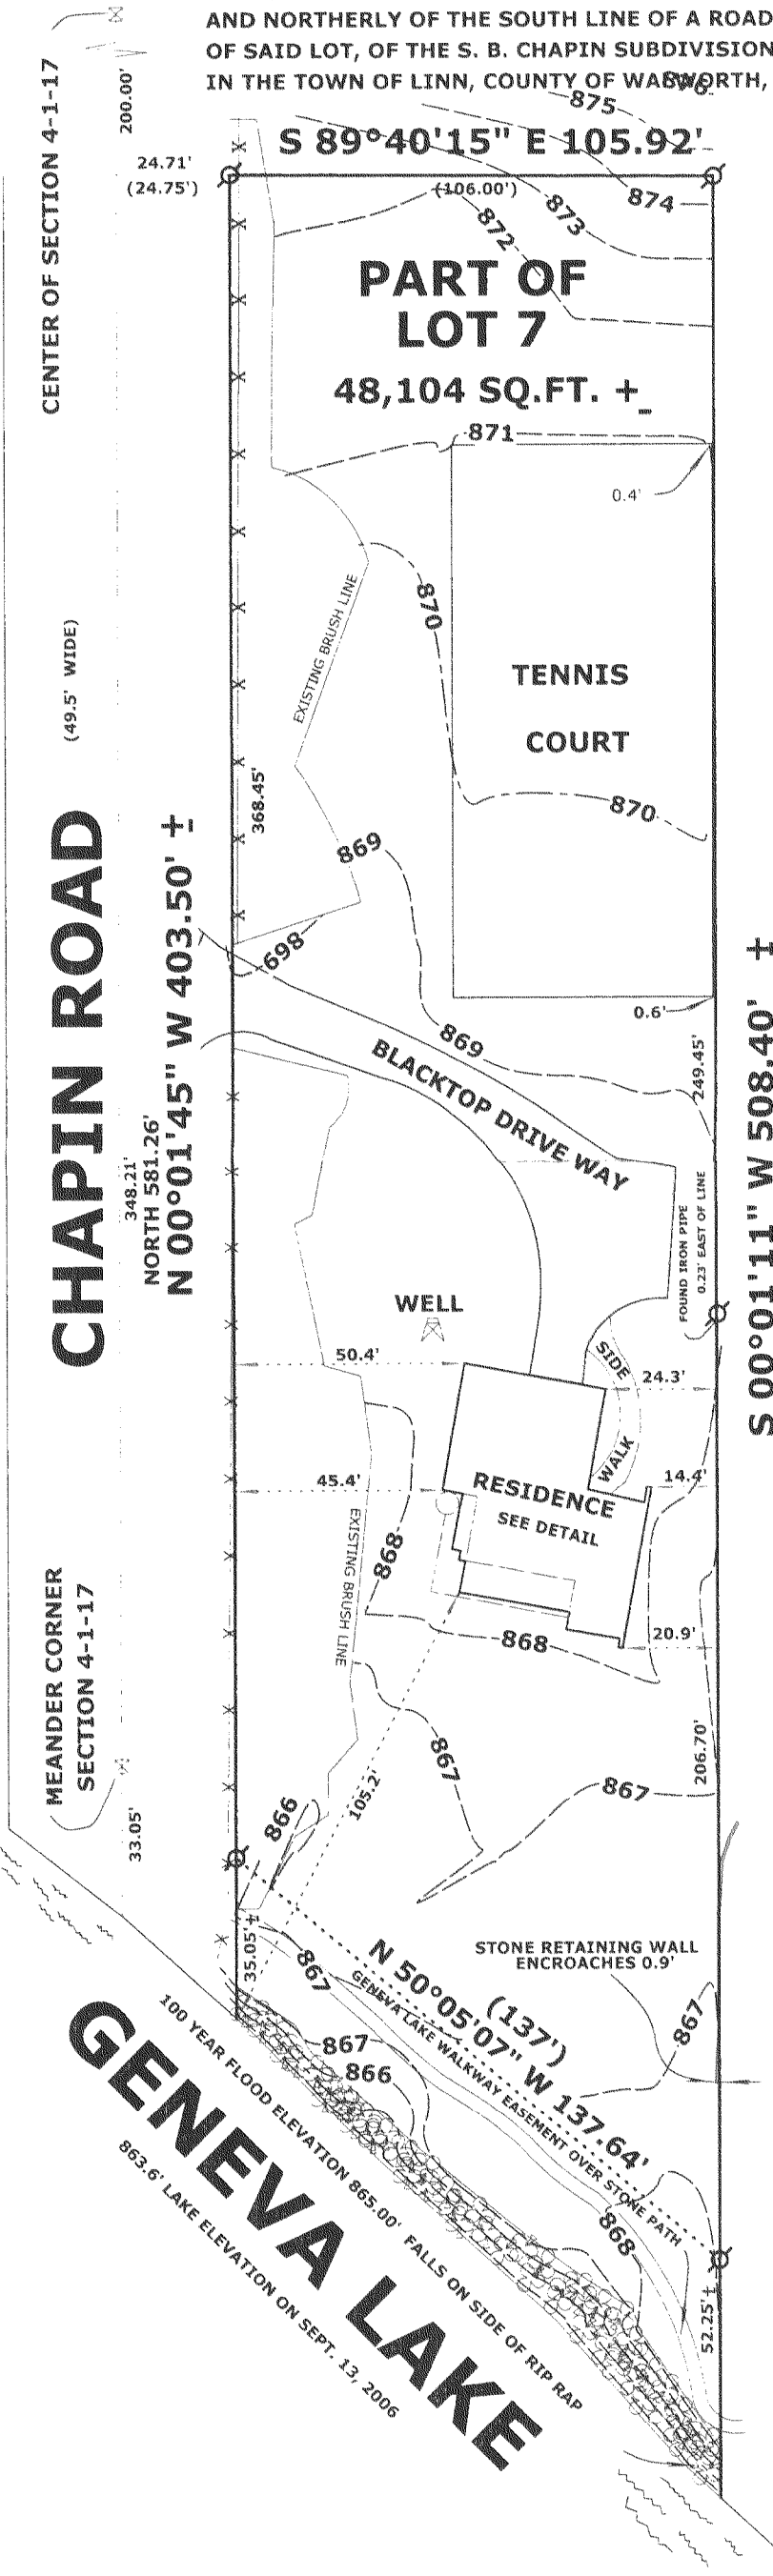 AND NORTHERLY OF THE SOUTH LINE OF A ROAD
OF SAID LOT, OF THE S. B. CHAPIN SUBDIVISION
IN THE TOWN OF LINN, COUNTY OF WALWORTH,
876
875
S 89°40'15" E 105.92'
24.71'
(24.75')
(106.00')
874
873
872
200.00'
CENTER OF SECTION 4-1-17
PART OF
LOT 7
48,104 SQ.FT. +_
871
0.4'
EXISTING BRUSH LINE
870
TENNIS
COURT
870
(49.5' WIDE)
CHAPIN ROAD
348.21'
NORTH 581.26'
N 00°01'45" W 403.50' ±
368.45'
869
698
869
0.6'
249.45'
S 00°01'11" W 508.40' ±
BLACKTOP DRIVE WAY
FOUND IRON PIPE
0.23' EAST OF LINE
WELL
50.4'
SIDE
WALK
24.3'
45.4'
14.4'
RESIDENCE
SEE DETAIL
EXISTING BRUSH LINE
868
868
20.9'
MEANDER CORNER
SECTION 4-1-17
33.05'
867
867
206.70'
866
105.2'
35.05'±
867
STONE RETAINING WALL
ENCROACHES 0.9'
(137')
N 50°05'07" W 137.64'
GENEVA LAKE WALKWAY EASEMENT OVER STONE PATH
867
867
866
868
52.25'±
100 YEAR FLOOD ELEVATION 865.00' FALLS ON SIDE OF RIP RAP
GENEVA LAKE
863.6' LAKE ELEVATION ON SEPT. 13, 2006